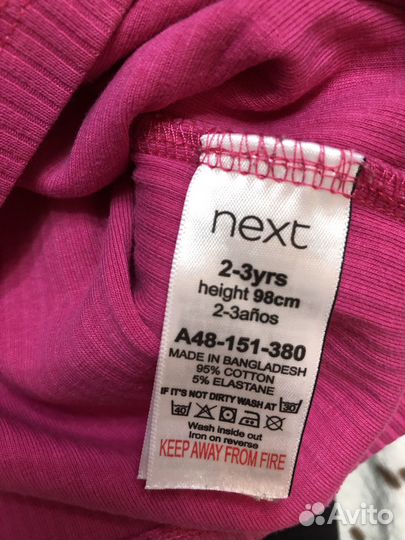 next
2-3yrs
height 98cm
2-3años
A48-151-380
MADE IN BANGLADESH
95% COTTON
5% ELASTANE
IF IT'S NOT DIRTY WASH AT 30°
40
Wash inside out
Iron on reverse
KEEP AWAY FROM FIRE
Avito